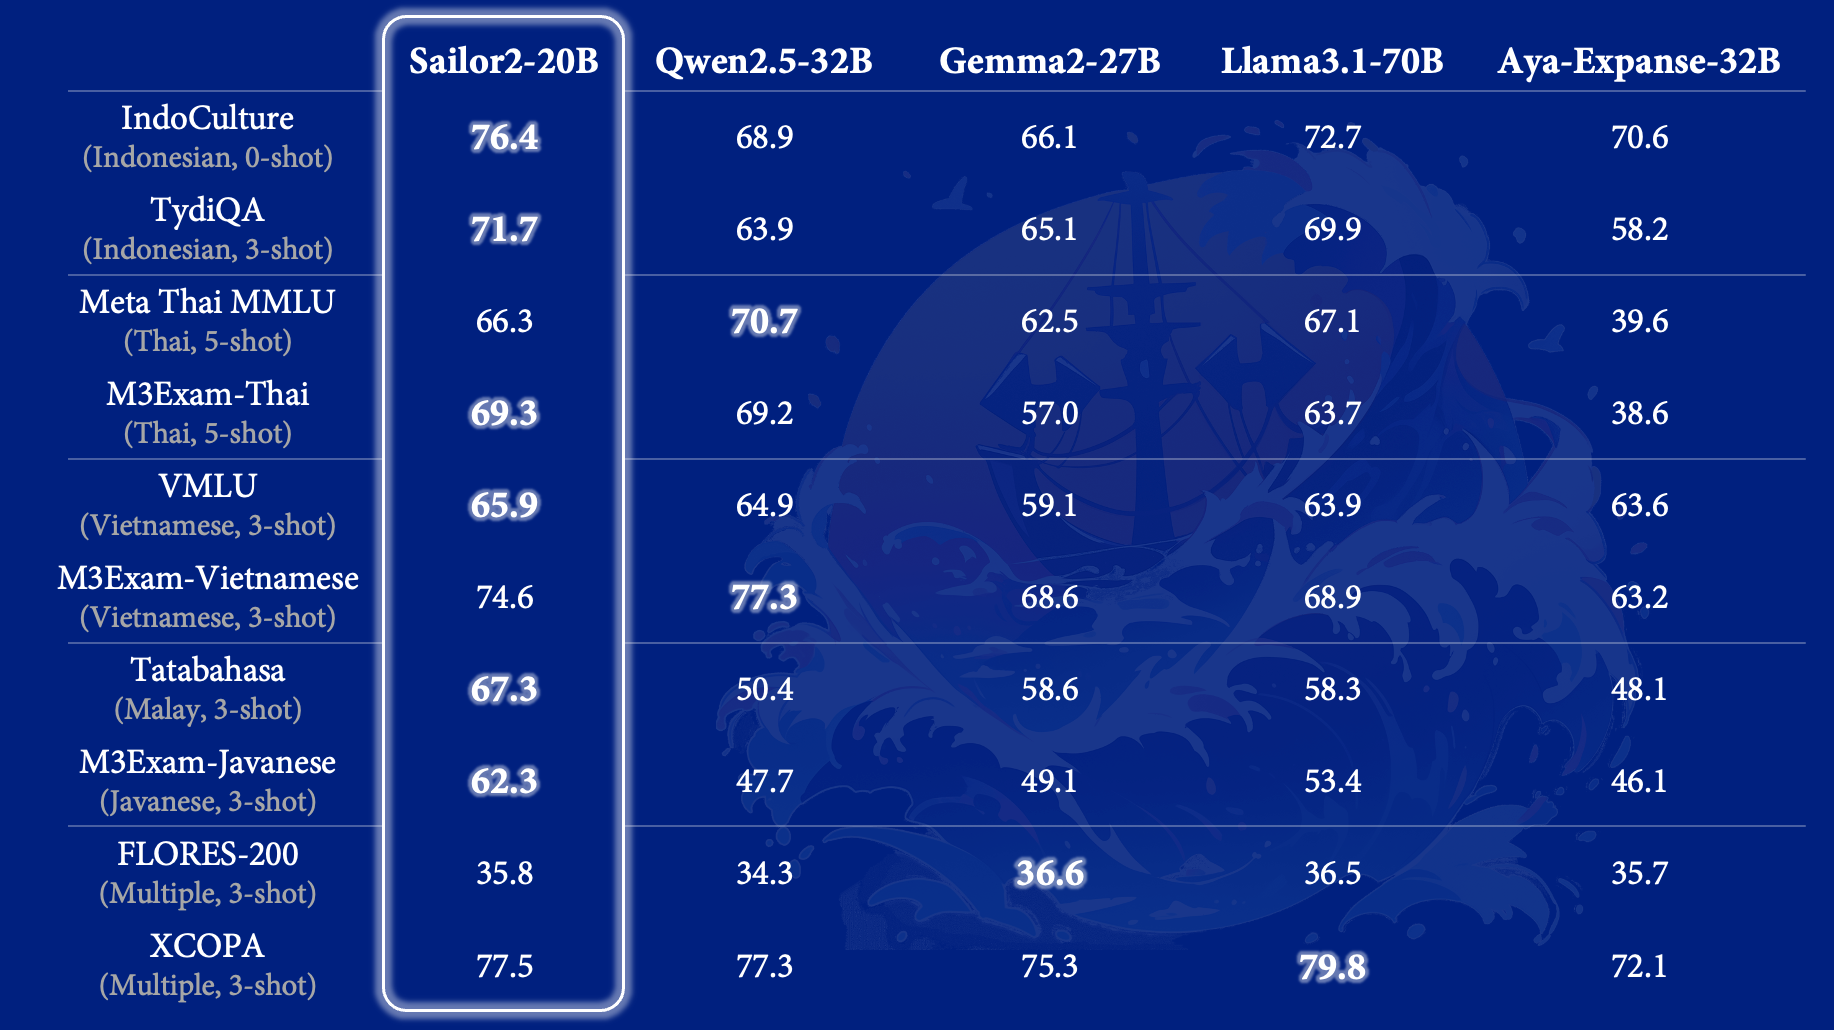 Sailor2-20B Qwen2.5-32B Gemma2-27B Llama3.1-70B Aya-Expanse-32B
IndoCulture
(Indonesian, 0-shot) 76.4 68.9 66.1 72.7 70.6
TydiQA
(Indonesian, 3-shot) 71.7 63.9 65.1 69.9 58.2
Meta Thai MMLU
(Thai, 5-shot) 66.3 70.7 62.5 67.1 39.6
M3Exam-Thai
(Thai, 5-shot) 69.3 69.2 57.0 63.7 38.6
VMLU
(Vietnamese, 3-shot) 65.9 64.9 59.1 63.9 63.6
M3Exam-Vietnamese
(Vietnamese, 3-shot) 74.6 77.3 68.6 68.9 63.2
Tatabahasa
(Malay, 3-shot) 67.3 50.4 58.6 58.3 48.1
M3Exam-Javanese
(Javanese, 3-shot) 62.3 47.7 49.1 53.4 46.1
FLORES-200
(Multiple, 3-shot) 35.8 34.3 36.6 36.5 35.7
XCOPA
(Multiple, 3-shot) 77.5 77.3 75.3 79.8 72.1